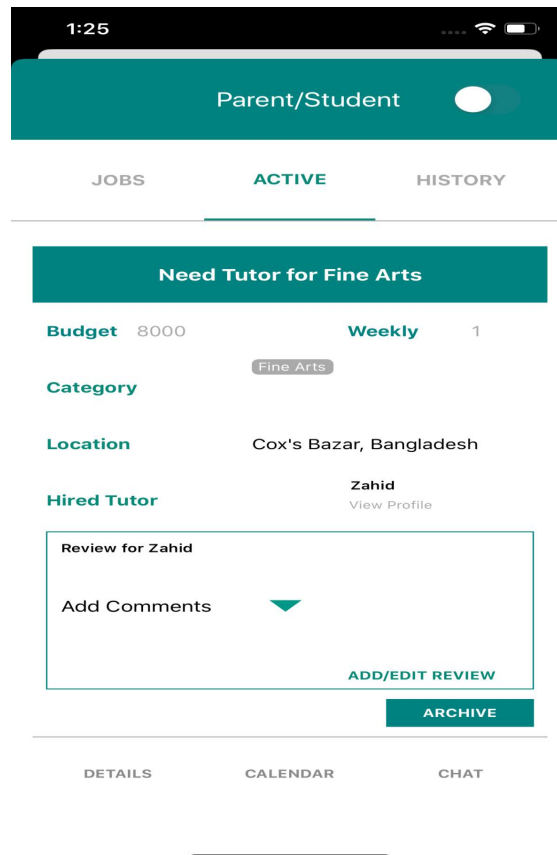 1:25
Parent/Student
JOBS ACTIVE HISTORY
Need Tutor for Fine Arts
Budget 8000 Weekly 1
Fine Arts
Category
Location Cox's Bazar, Bangladesh
Zahid
Hired Tutor View Profile
Review for Zahid
Add Comments
ADD/EDIT REVIEW
ARCHIVE
DETAILS CALENDAR CHAT